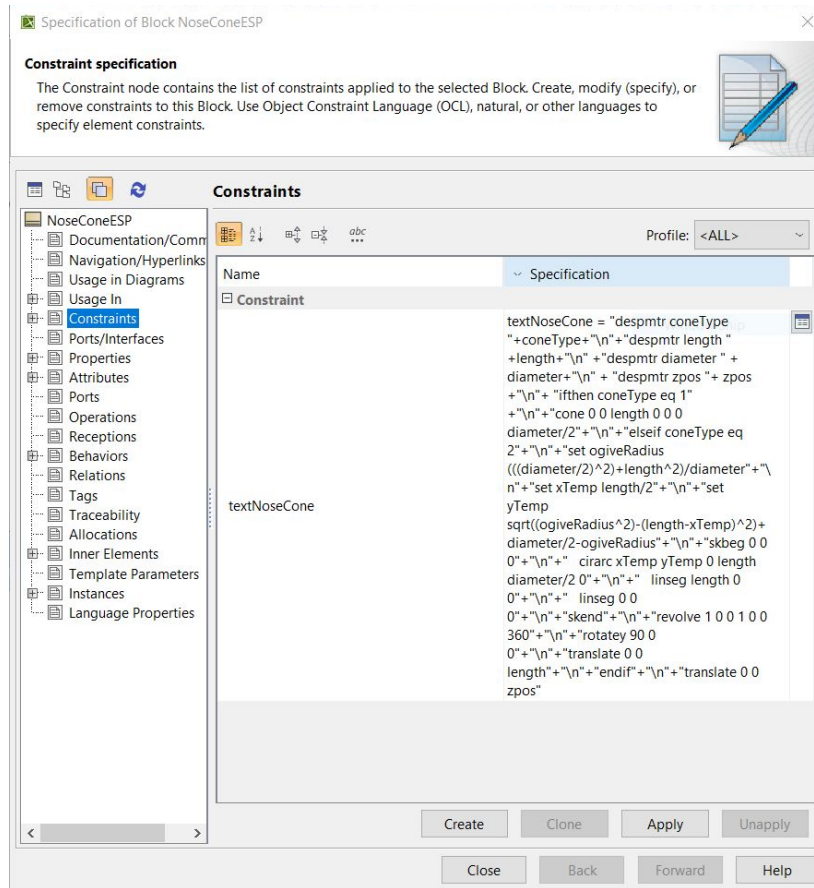 Specification of Block NoseConeESP
Constraint specification
The Constraint node contains the list of constraints applied to the selected Block. Create, modify (specify), or
remove constraints to this Block. Use Object Constraint Language (OCL), natural, or other languages to
specify element constraints.
Constraints
NoseConeESP
Documentation/Comm
Navigation/Hyperlinks
Usage in Diagrams
Usage In
Constraints
Ports/Interfaces
Properties
Attributes
Ports
Operations
Receptions
Behaviors
Relations
Tags
Traceability
Allocations
Inner Elements
Template Parameters
Instances
Language Properties
abc
Profile: <ALL>
Name
Specification
Constraint
textNoseCone
textNoseCone = "despmtr coneType
"+coneType+"\n"+"despmtr length "
+length+"\n" +"despmtr diameter " +
diameter+"\n" + "despmtr zpos "+ zpos
+"\n"+ "ifthen coneType eq 1"
+"\n"+"cone 0 0 length 0 0 0
diameter/2"+"\n"+"elseif coneType eq
2"+"\n"+"set ogiveRadius
(((diameter/2)^2)+length^2)/diameter"+"\
n"+"set xTemp length/2"+"\n"+"set
yTemp
sqrt((ogiveRadius^2)-(length-xTemp)^2)+
diameter/2-ogiveRadius"+"\n"+"skbeg 0 0
0"+"\n"+"   cirarc xTemp yTemp 0 length
diameter/2 0"+"\n"+"   linseg length 0
0"+"\n"+"   linseg 0 0
0"+"\n"+"skend"+"\n"+"revolve 1 0 0 1 0 0
360"+"\n"+"rotatey 90 0
0"+"\n"+"translate 0 0
length"+"\n"+"endif"+"\n"+"translate 0 0
zpos"
Create
Clone
Apply
Unapply
Close
Back
Forward
Help